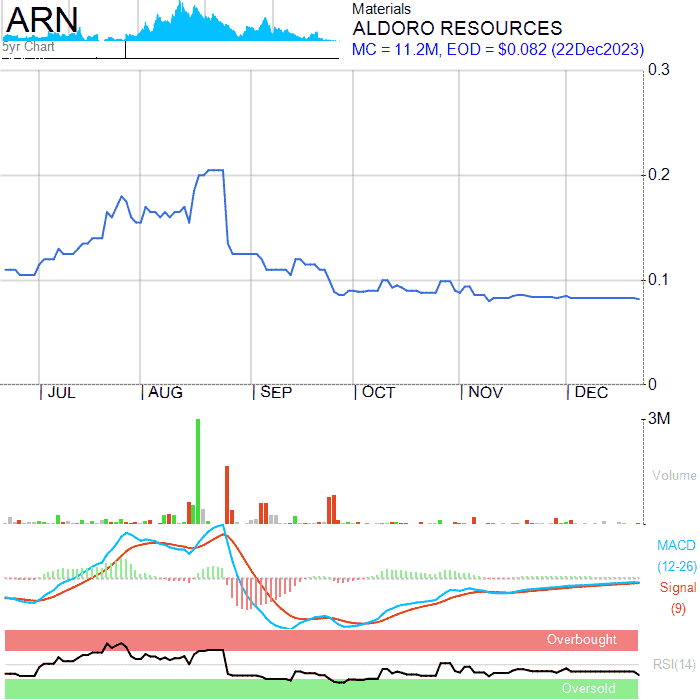 ARN
5yr Chart
Materials
ALDORO RESOURCES
MC = 11.2M, EOD = $0.082 (22Dec2023)
0.3
0.2
0.1
0
JUL AUG SEP OCT NOV DEC
3M
Volume
MACD
(12-26)
Signal
(9)
Overbought
RSI(14)
Oversold